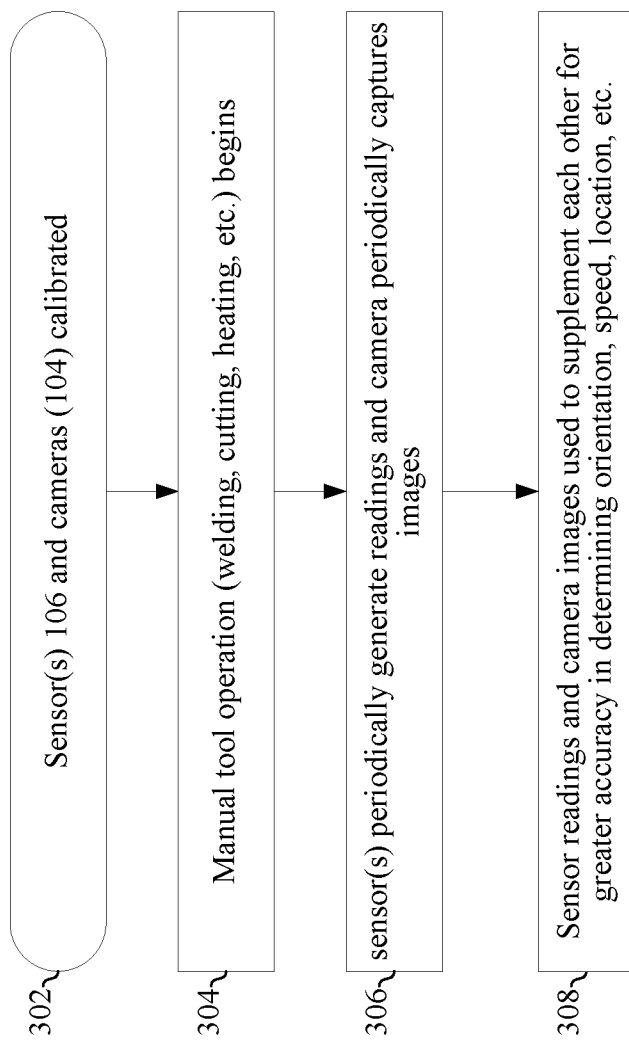 302
Sensor(s) 106 and cameras (104) calibrated
304
Manual tool operation (welding, cutting, heating, etc.) begins
306
sensor(s) periodically generate readings and camera periodically captures
images
308
Sensor readings and camera images used to supplement each other for
greater accuracy in determining orientation, speed, location, etc.